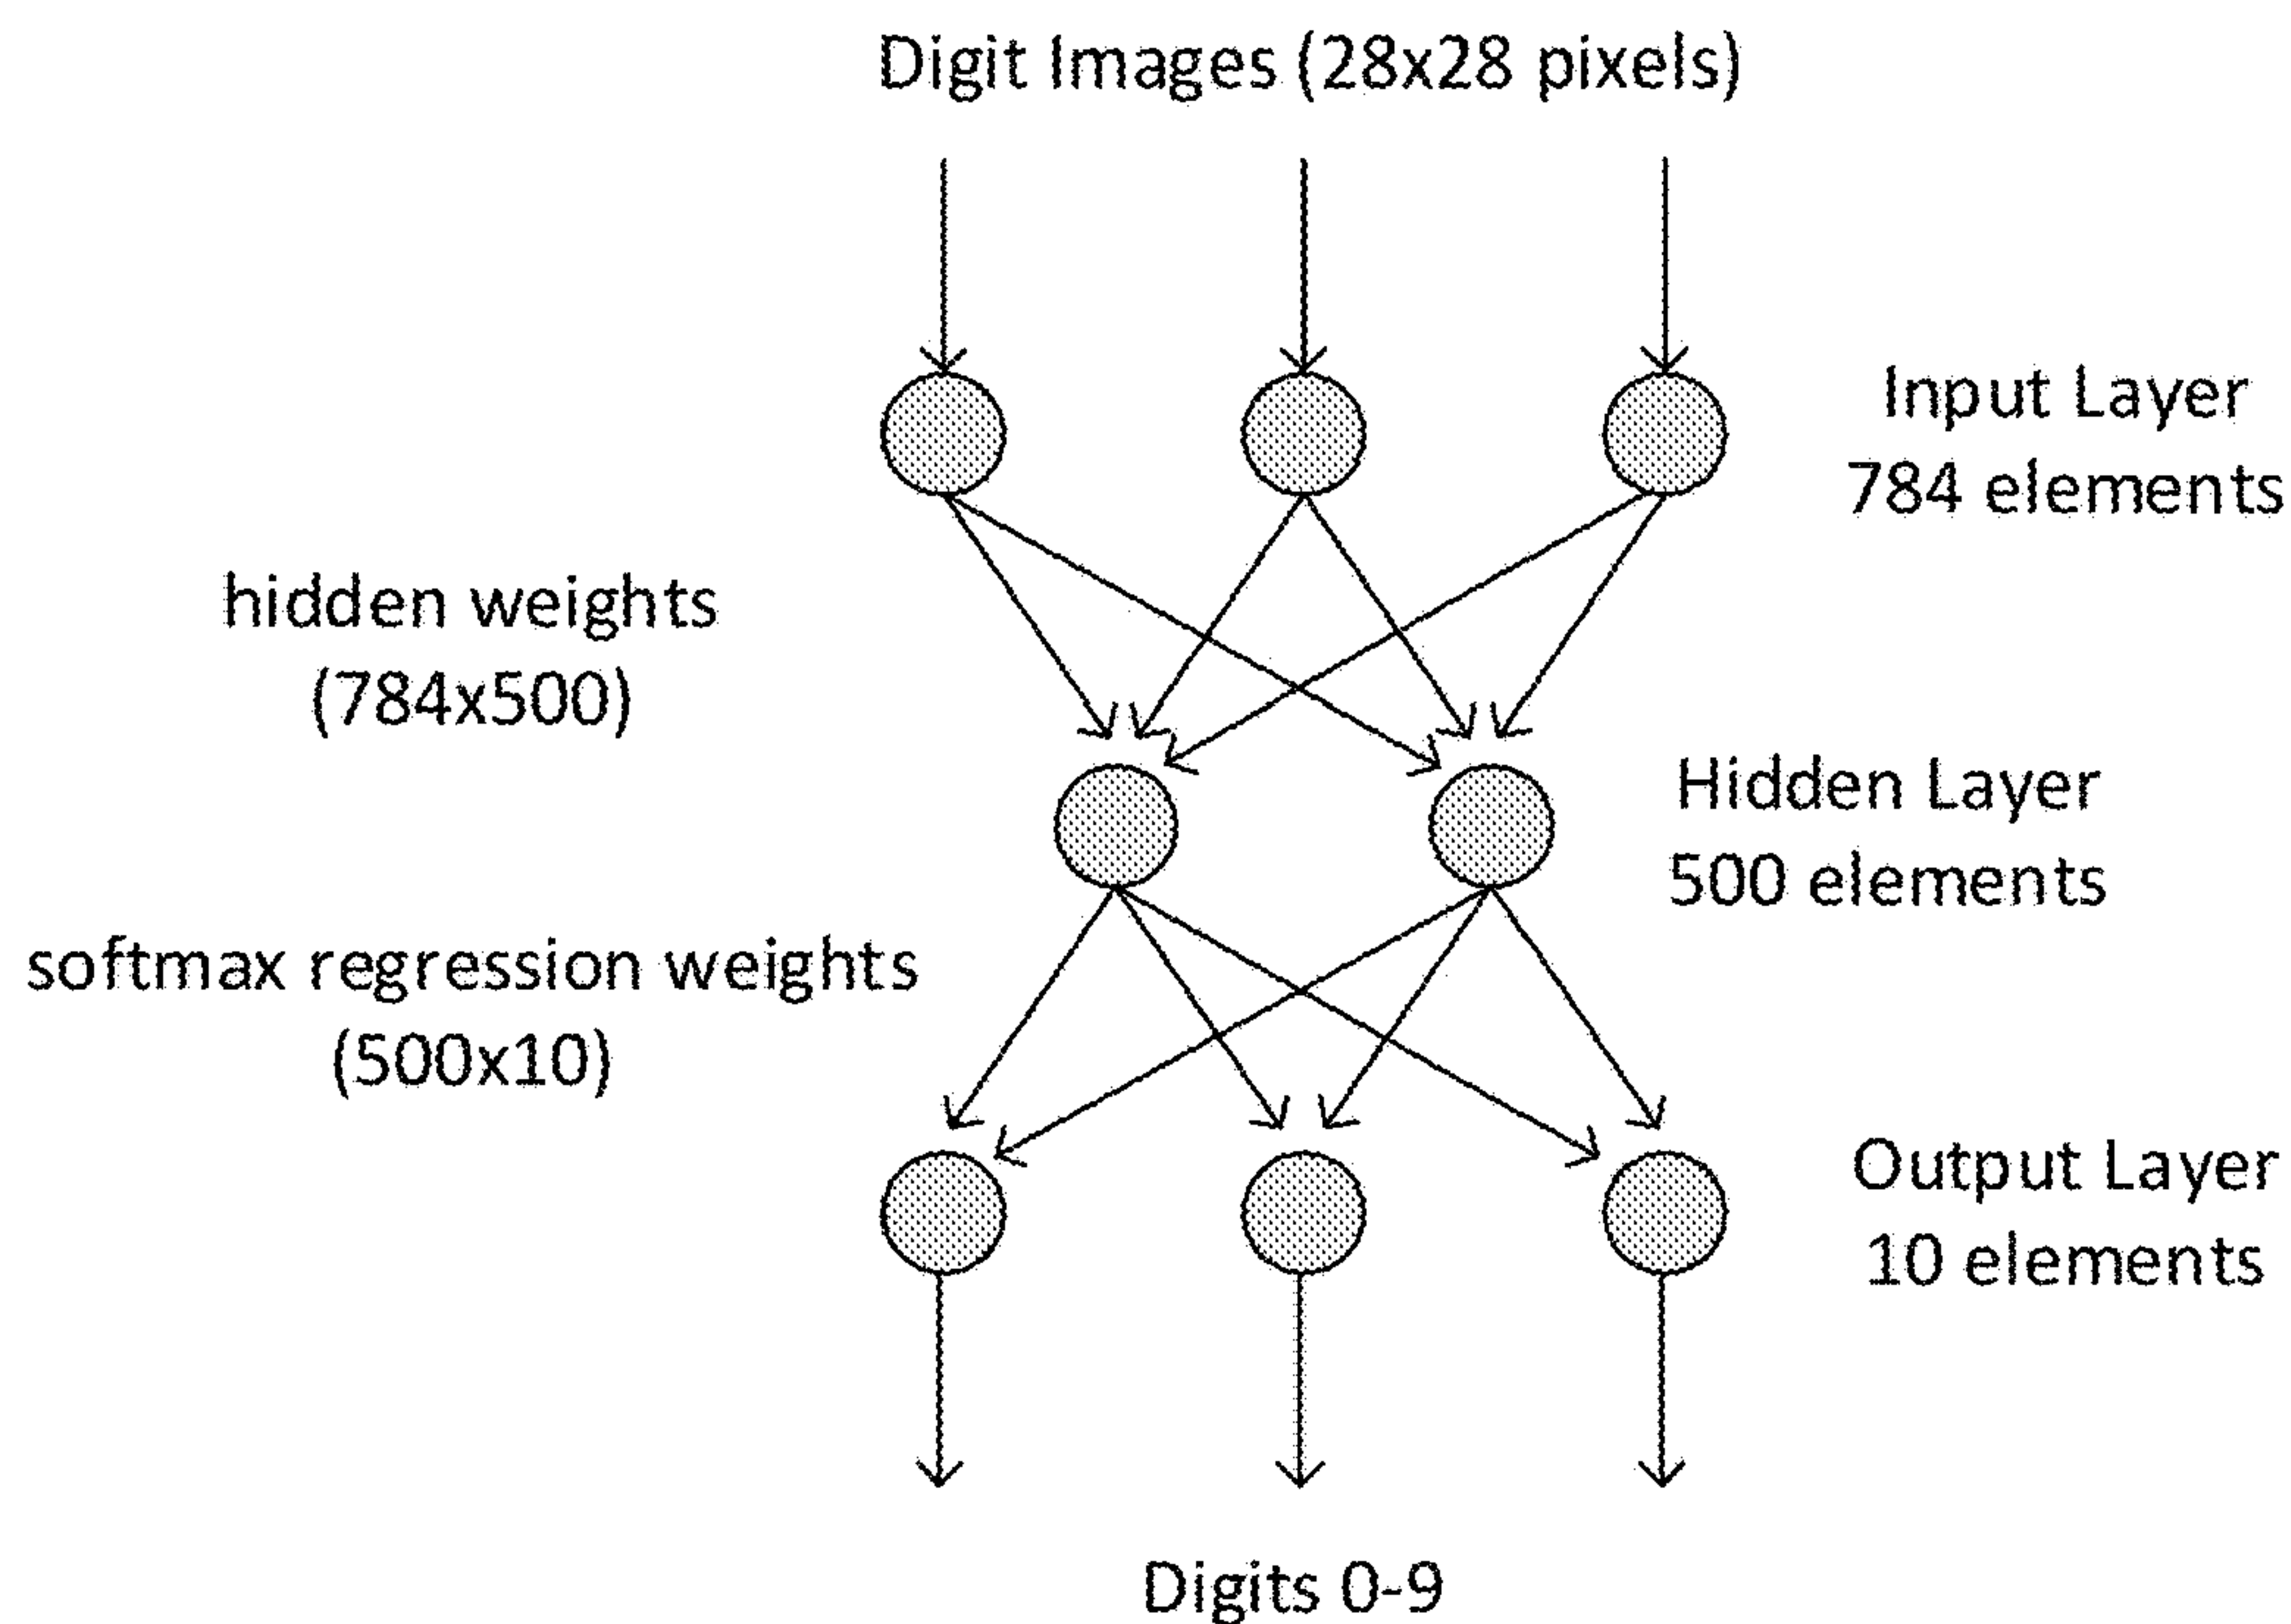 Digit Images (28x28 pixels)
Input Layer
784 elements
hidden weights
(784x500)
Hidden Layer
500 elements
softmax regression weights
(500x10)
Output Layer
10 elements
Digits 0-9